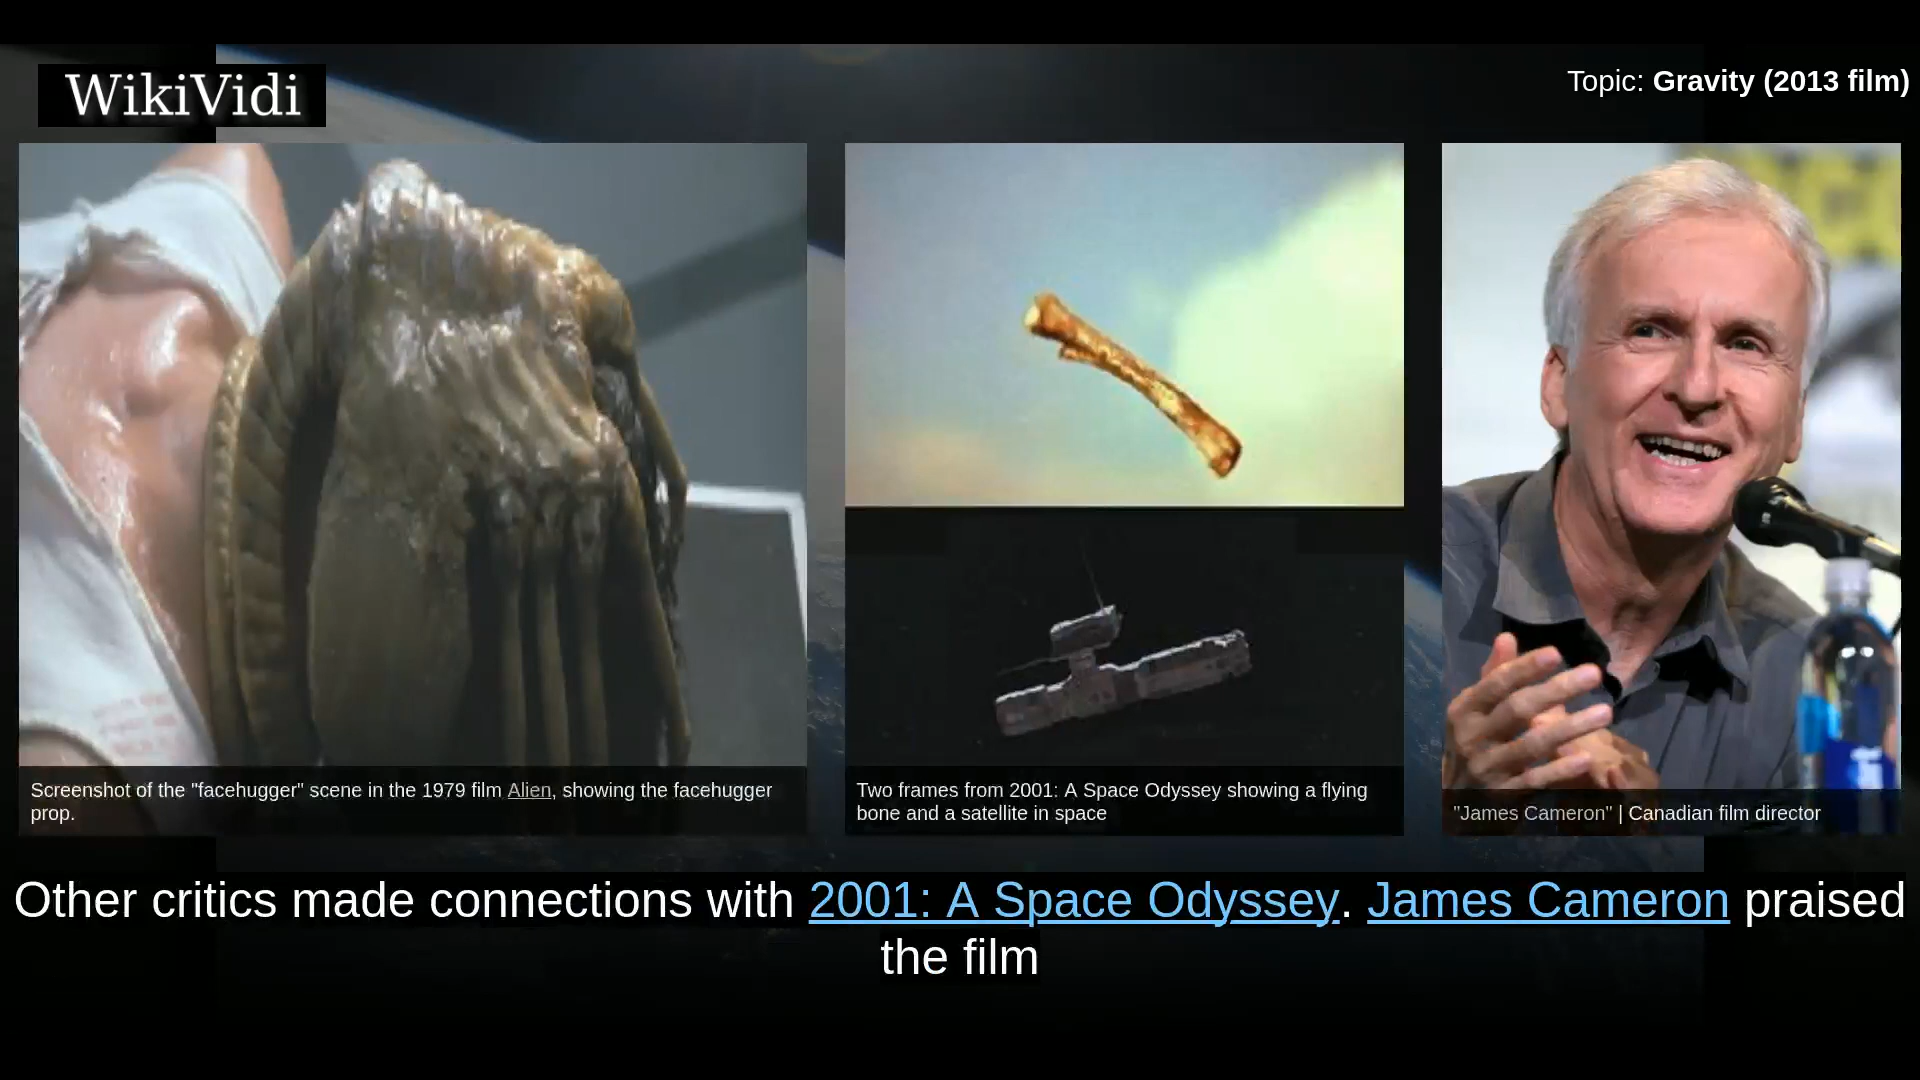 WikiVidi
Topic: Gravity (2013 film)
Screenshot of the "facehugger" scene in the 1979 film Alien, showing the facehugger
prop.
Two frames from 2001: A Space Odyssey showing a flying
bone and a satellite in space
"James Cameron" | Canadian film director
Other critics made connections with 2001: A Space Odyssey. James Cameron praised
the film